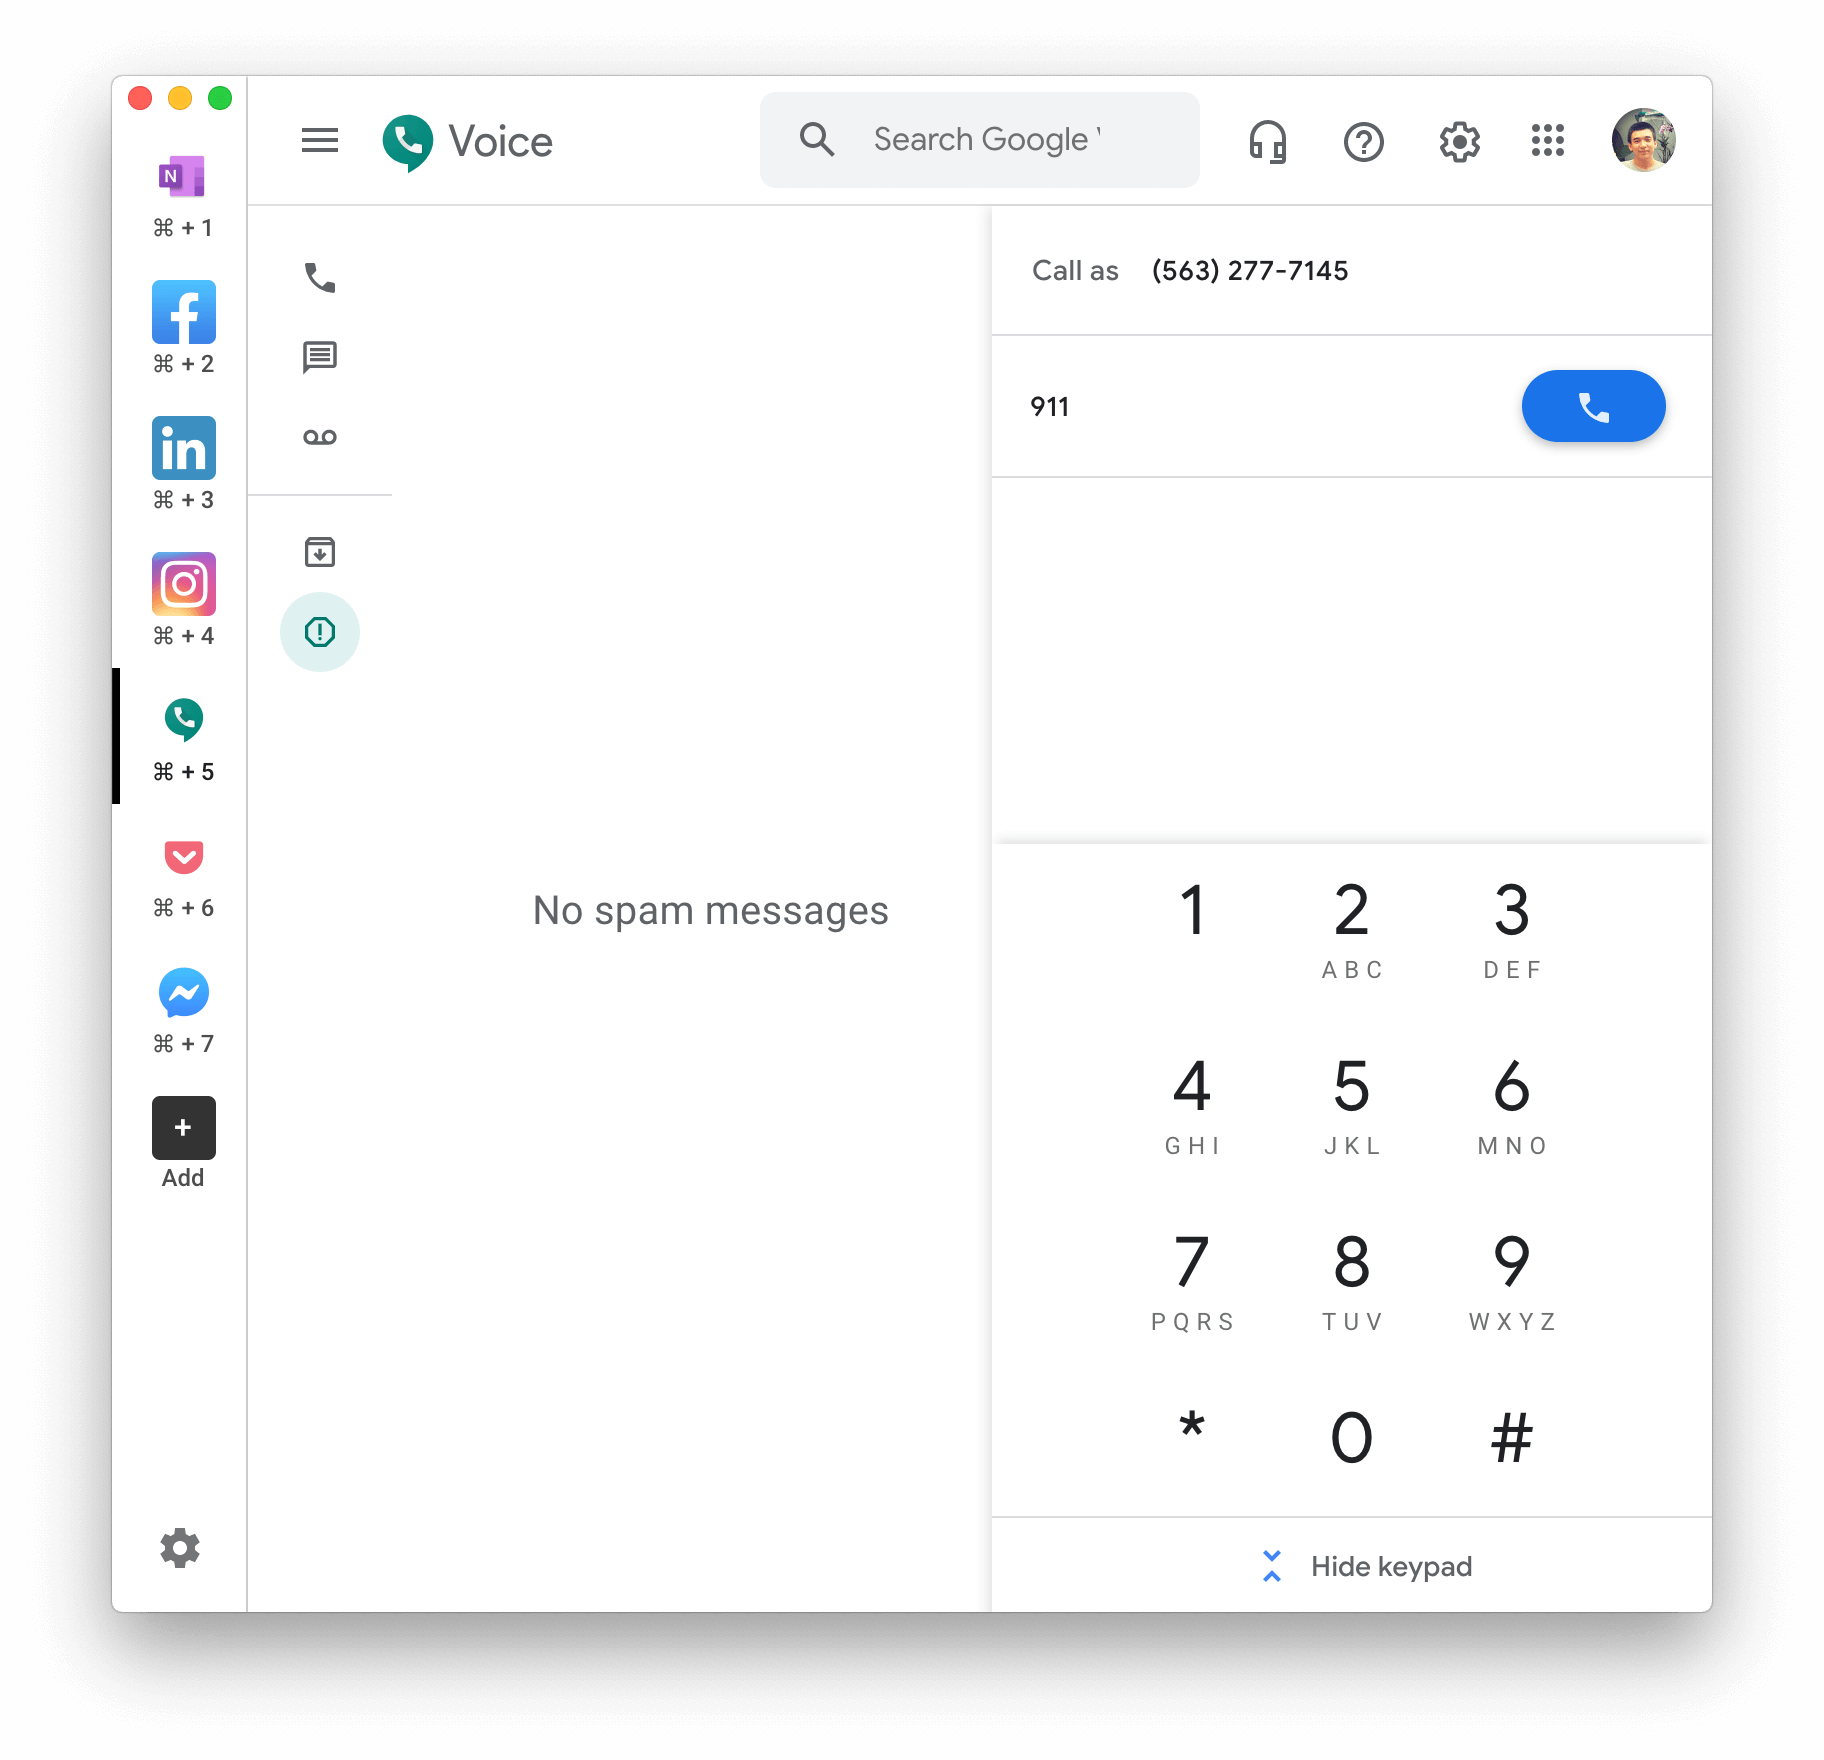 N
⌘ + 1
⌘ + 2
in
⌘ + 3
⌘ + 4
⌘ + 5
⌘ + 6
⌘ + 7
+
Add
Voice
Search Google
No spam messages
Call as (563) 277-7145
911
1 2 3
ABC DEF
4 5 6
GHI JKL MNO
7 8 9
PQRS TUV WXYZ
* 0 #
Hide keypad